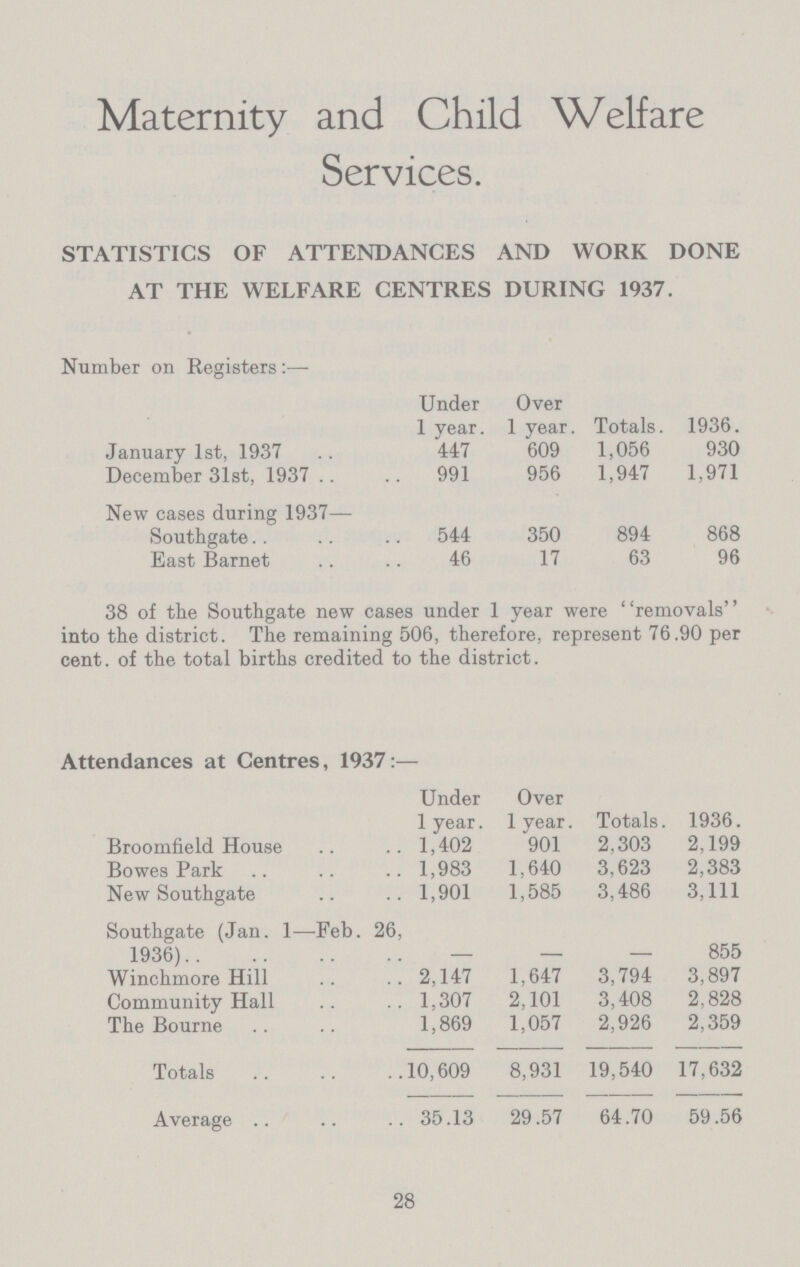 Maternity and Child Welfare
Services.
STATISTICS OF ATTENDANCES AND WORK DONE
AT THE WELFARE CENTRES DURING 1937.
Number on Registers:—
Under Over
1 year. 1 year. Totals. 1936.
January 1st, 1937 .. 447 609 1,056 930
December 31st, 1937 .. .. 991 956 1,947 1,971
New cases during 1937—
Southgate.. .. .. 544 350 894 868
East Barnet .. .. 46 17 63 96
38 of the Southgate new cases under 1 year were "removals"
into the district. The remaining 506, therefore, represent 76.90 per
cent. of the total births credited to the district.
Attendances at Centres, 1937:—
Under Over
1 year. 1 year. Totals. 1936.
Broomfield House .. .. 1,402 901 2,303 2,199
Bowes Park .. .. .. 1,983 1,640 3,623 2,383
New Southgate .. .. 1,901 1,585 3,486 3,111
Southgate (Jan. 1—Feb. 26,
1936).. .. .. .. — — — 855
Winchmore Hill .. .. 2,147 1,647 3,794 3,897
Community Hall .. .. 1,307 2,101 3,408 2,828
The Bourne .. .. 1,869 1,057 2,926 2,359
Totals .. .. ..10,609 8,931 19,540 17,632
Average .. .. .. 35.13 29.57 64.70 59.56
28